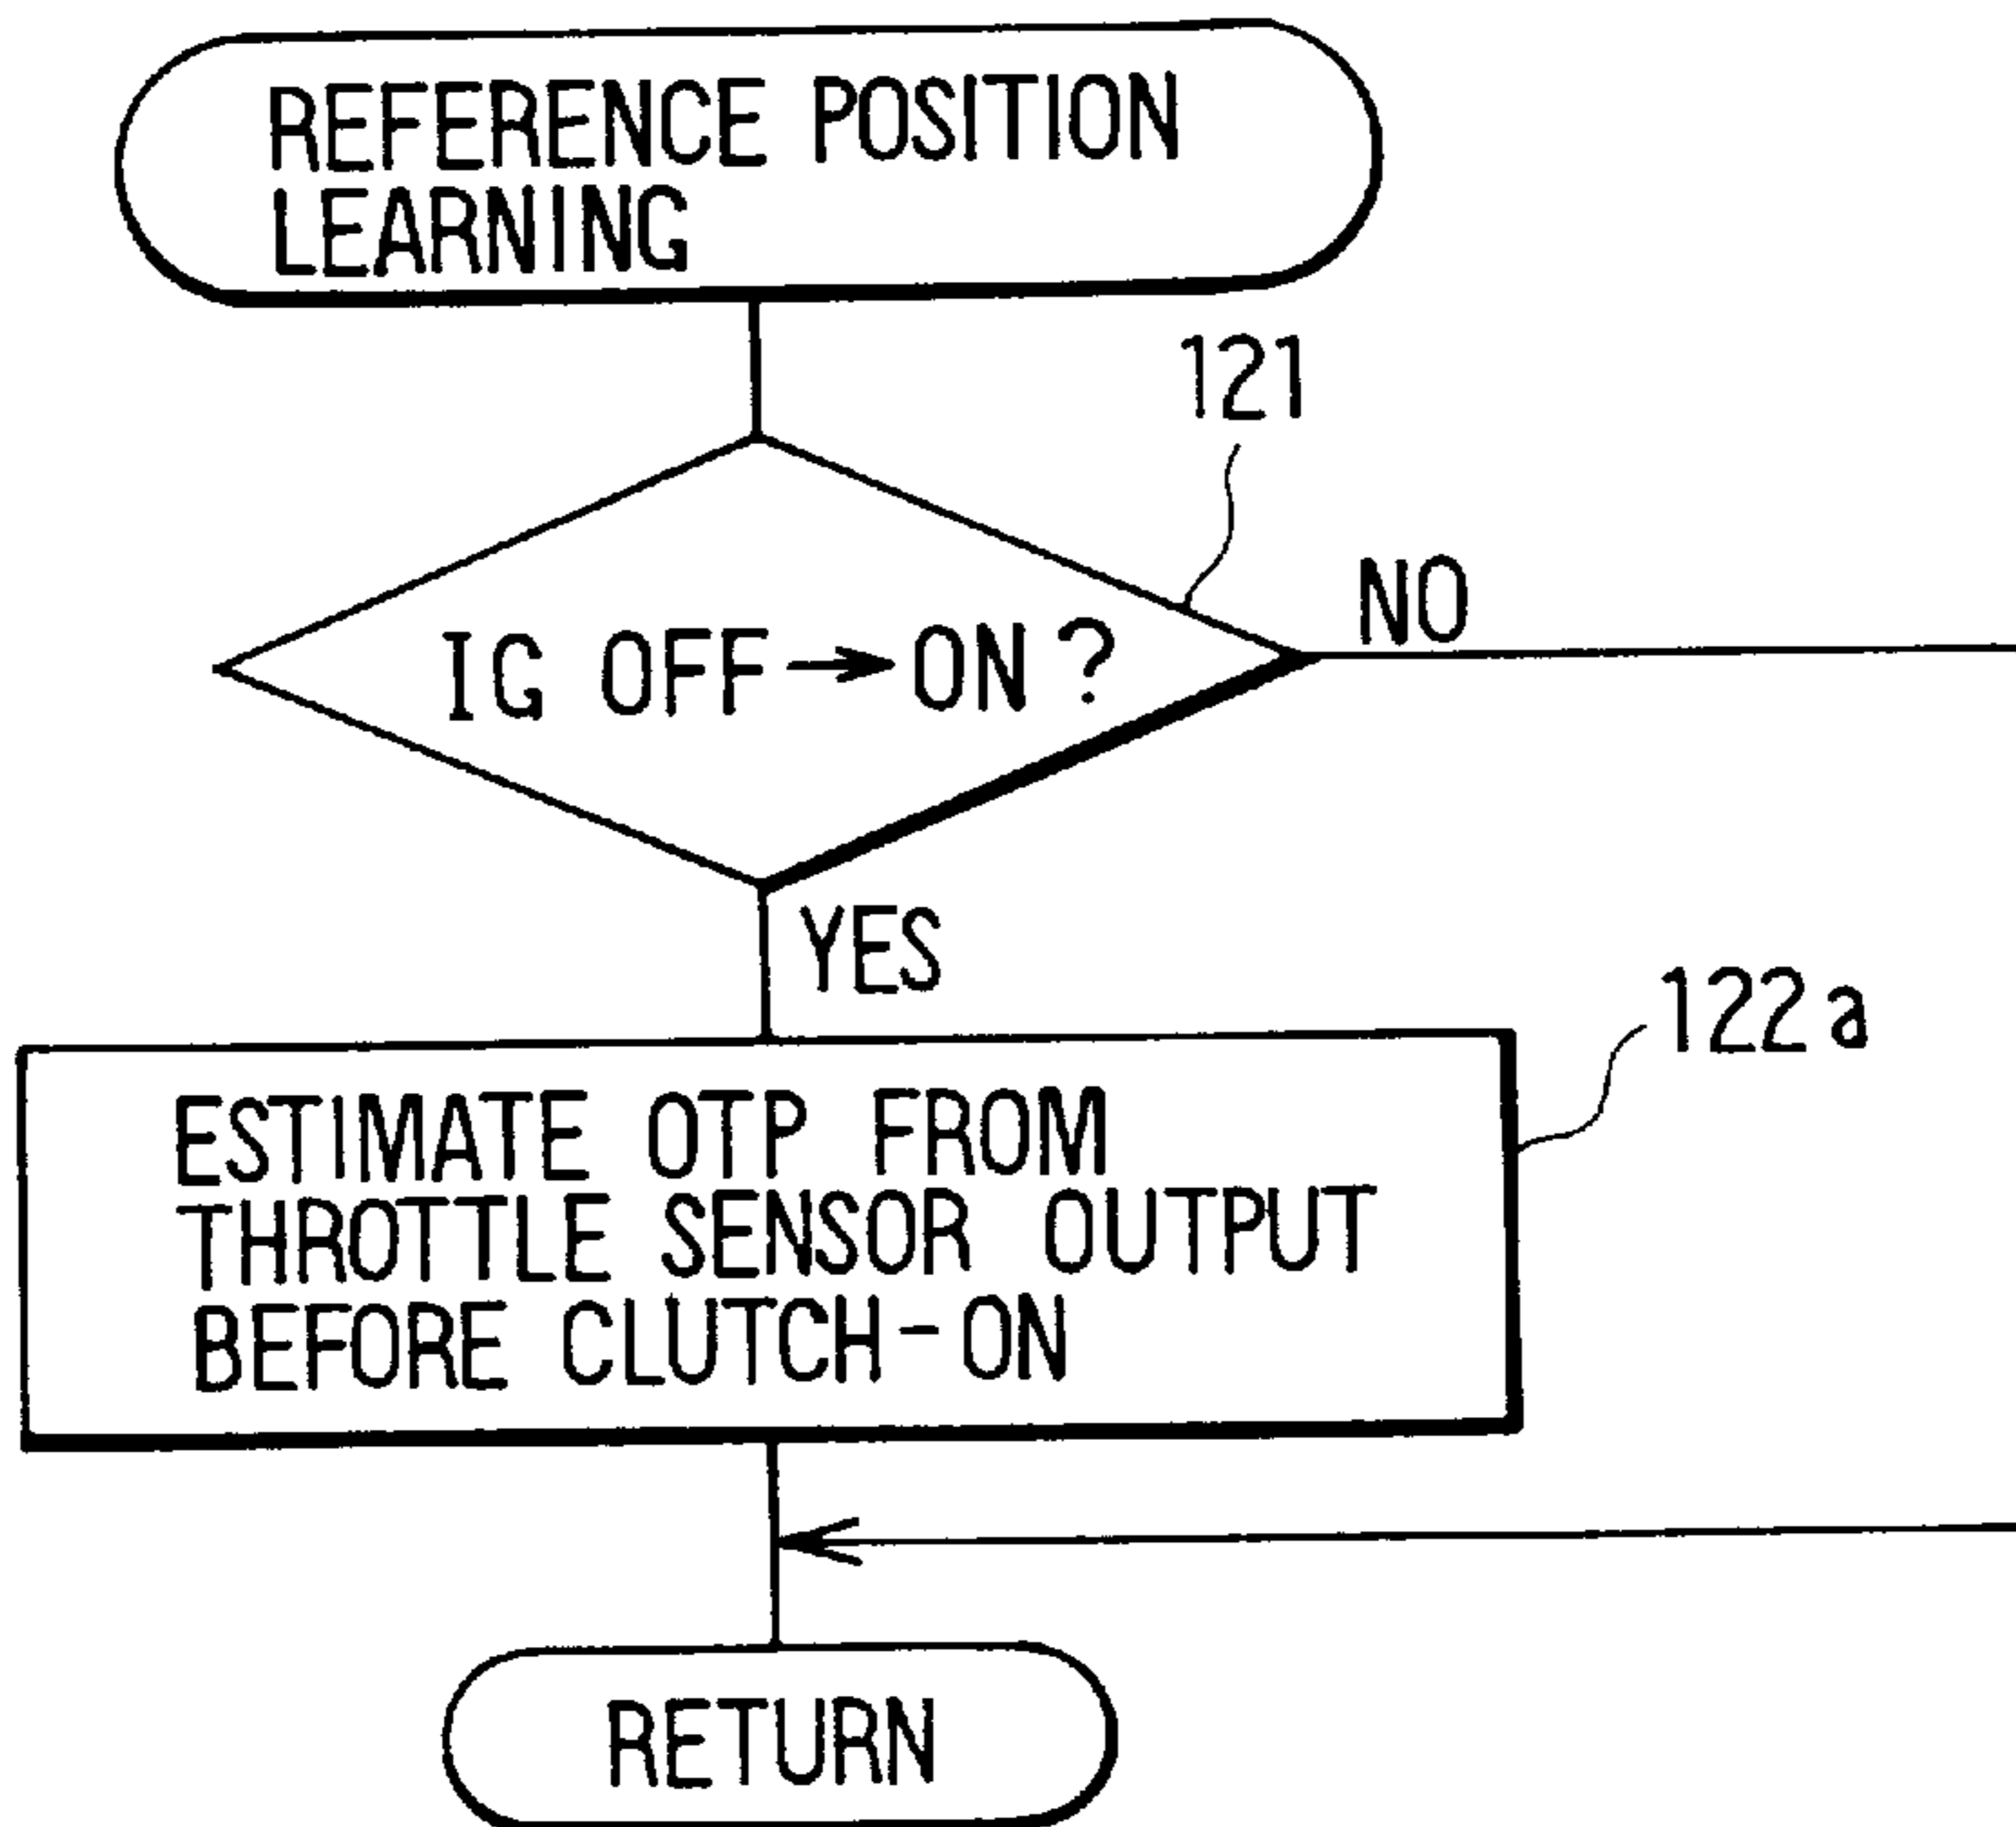 REFERENCE POSITION
LEARNING
121
IG OFF→ON?
NO
YES
122a
ESTIMATE OTP FROM
THROTTLE SENSOR OUTPUT
BEFORE CLUTCH-ON
RETURN